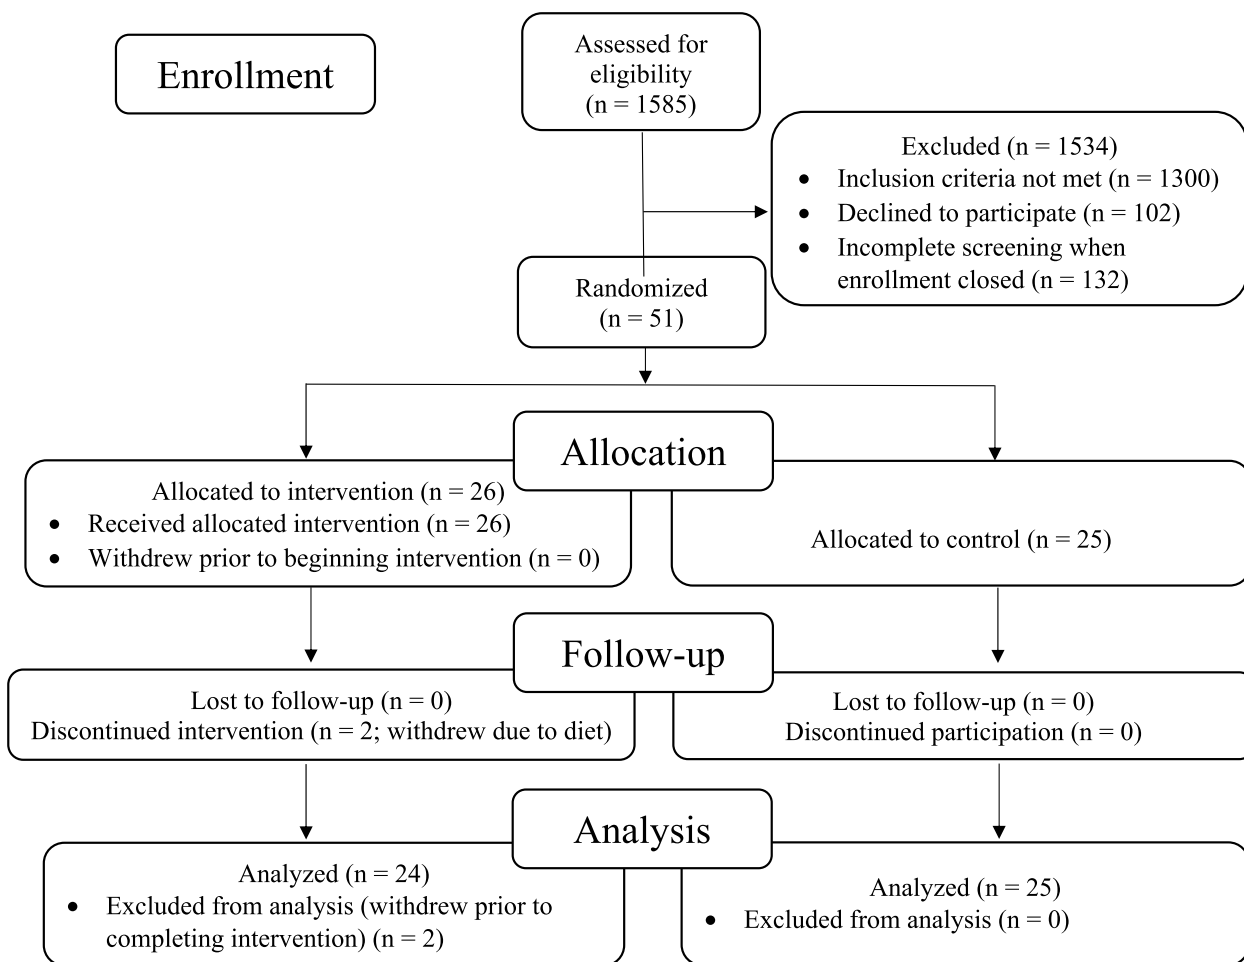 Enrollment
Assessed for
eligibility
(n = 1585)
Excluded (n = 1534)
• Inclusion criteria not met (n = 1300)
• Declined to participate (n = 102)
• Incomplete screening when
enrollment closed (n = 132)
Randomized
(n = 51)
Allocation
Allocated to intervention (n = 26)
• Received allocated intervention (n = 26)
• Withdrew prior to beginning intervention (n = 0)
Allocated to control (n = 25)
Follow-up
Lost to follow-up (n = 0)
Discontinued intervention (n = 2; withdrew due to diet)
Lost to follow-up (n = 0)
Discontinued participation (n = 0)
Analysis
Analyzed (n = 24)
• Excluded from analysis (withdrew prior to
completing intervention) (n = 2)
Analyzed (n = 25)
• Excluded from analysis (n = 0)